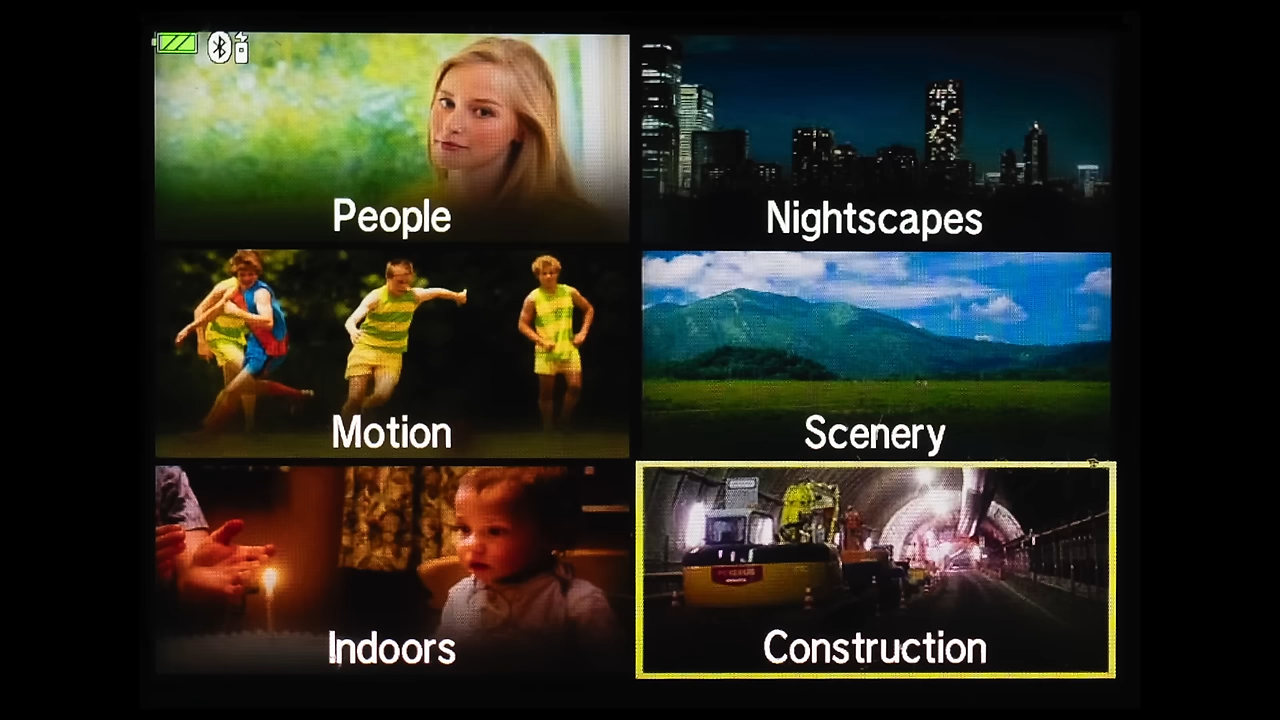 People
Nightscapes
Motion
Scenery
Indoors
Construction